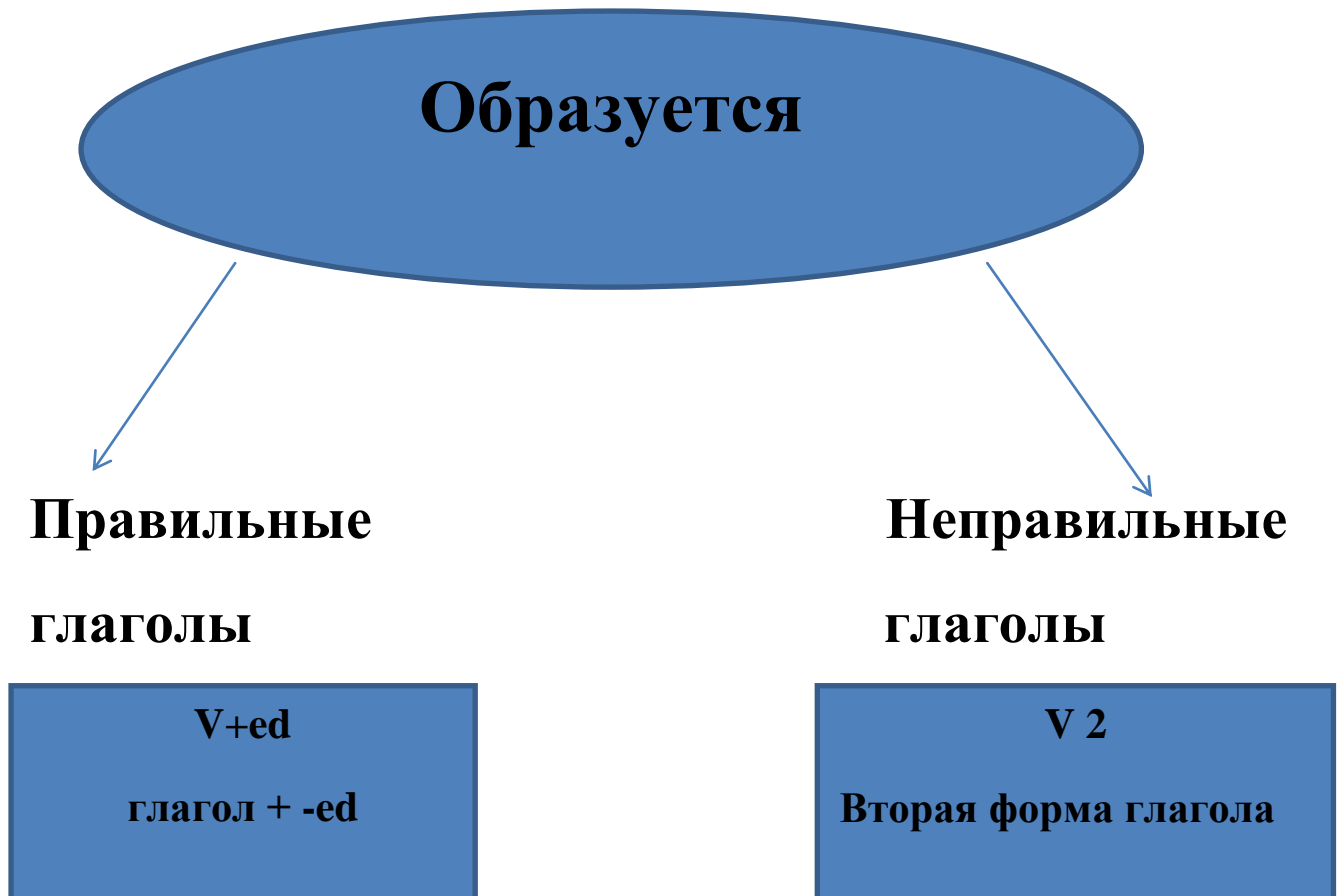 Образуется
Правильные
глаголы
V+ed
глагол + -ed
Неправильные
глаголы
V 2
Вторая форма глагола